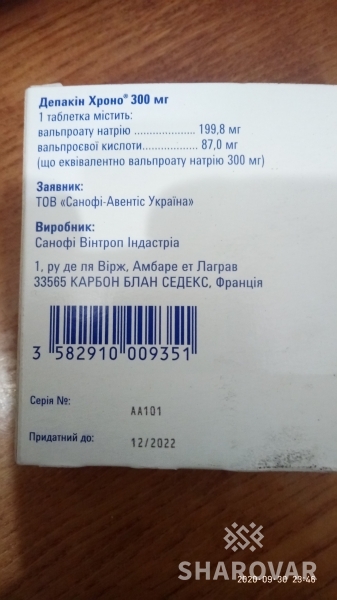 Депакін Хроно® 300 мг
1 таблетка містить:
вальпроату натрію ..................... 199,8 мг
вальпроєвої кислоти................... 87,0 мг
(що еквівалентно вальпроату натрію 300 мг)
Заявник:
ТОВ «Санофі-Авентіс Україна»
Виробник:
Санофі Вінтроп Індастріа
1, ру де ля Вірж, Амбаре ет Лаграв
33565 КАРБОН БЛАН СЕДЕКС, Франція
3 582910 009351
Серія №:
AA101
Придатний до:
12/2022
SHAROVAR
2020-09-30 23:46